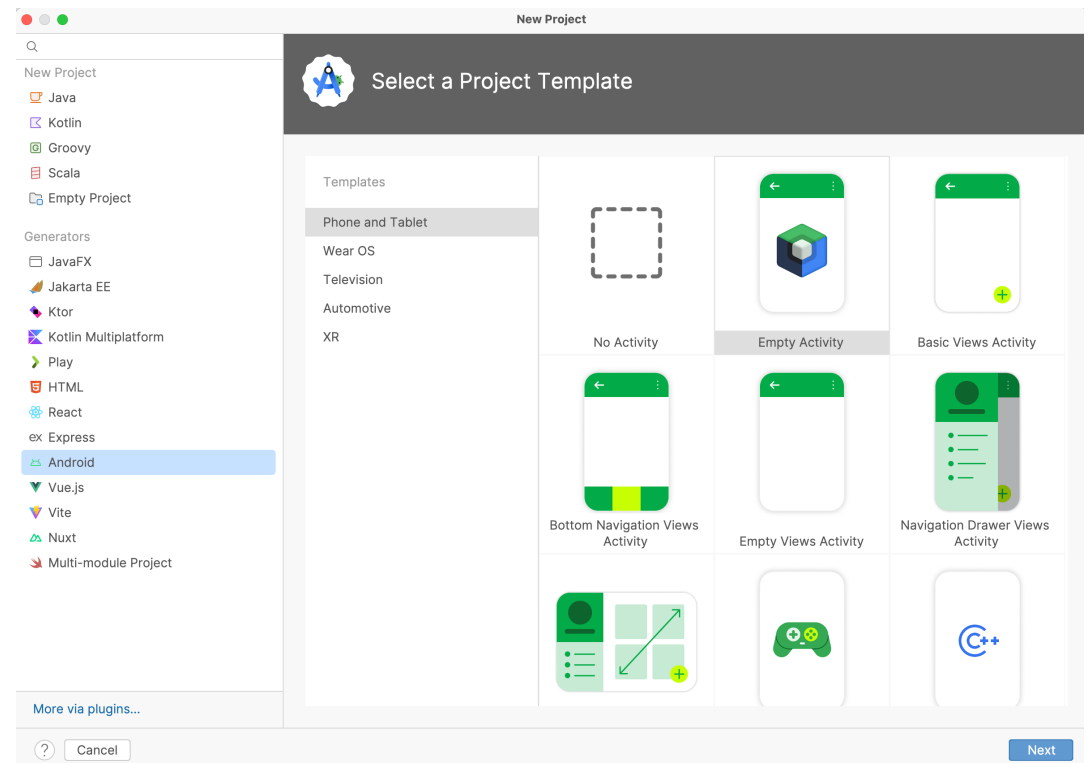 New Project
New Project
Java
Kotlin
Groovy
Scala
Empty Project
Generators
JavaFX
Jakarta EE
Ktor
Kotlin Multiplatform
Play
HTML
React
ex Express
Android
Vue.js
Vite
Nuxt
Multi-module Project
More via plugins...
Select a Project Template
Templates
Phone and Tablet
Wear OS
Television
Automotive
XR
No Activity
Empty Activity
Basic Views Activity
Bottom Navigation Views
Activity
Empty Views Activity
Navigation Drawer Views
Activity
C++
?
Cancel
Next